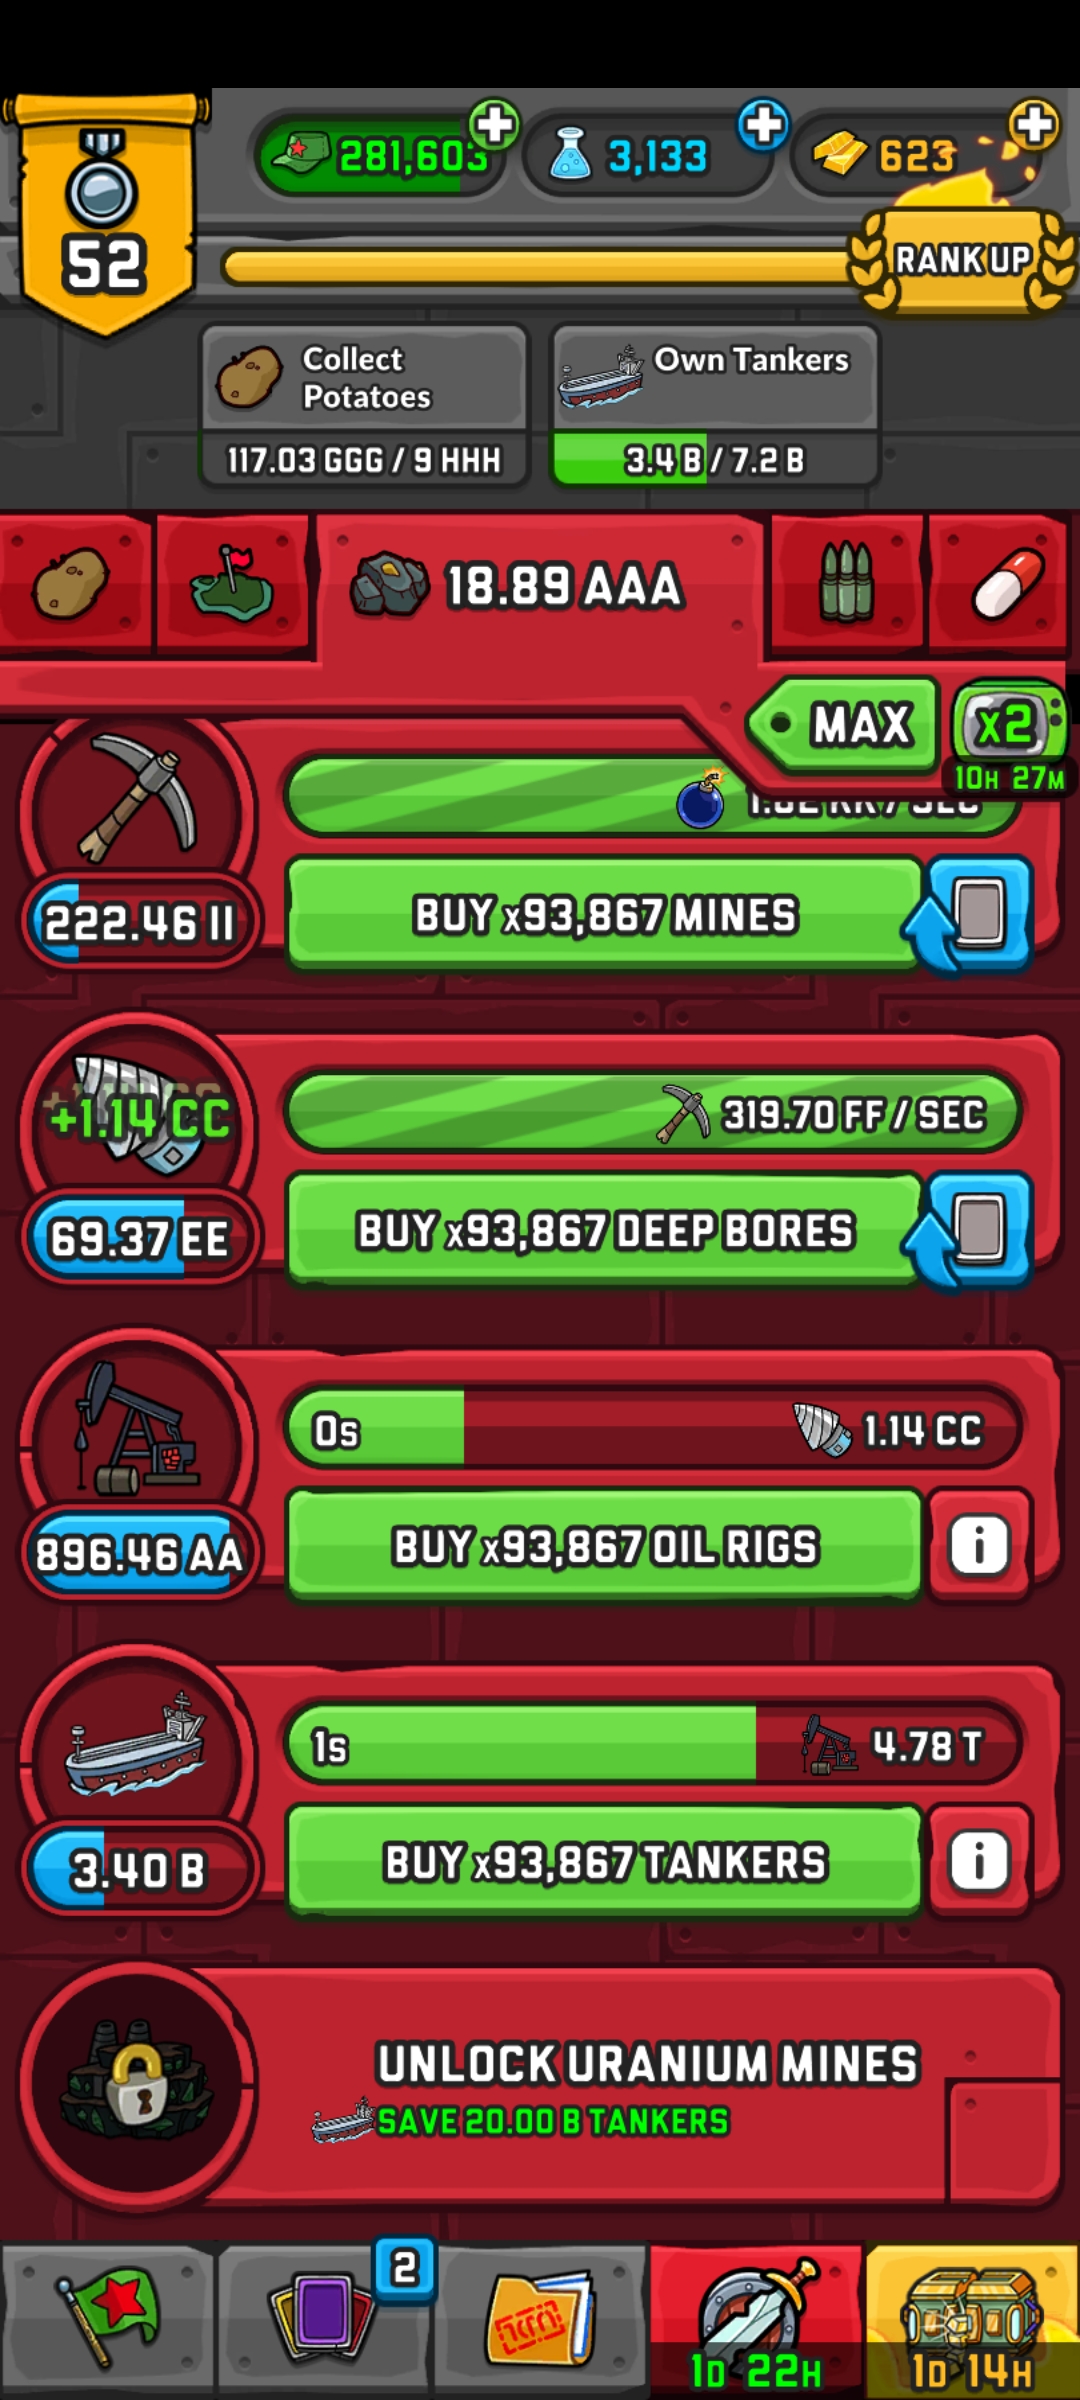 281,603
3,133
623
52
RANK UP
Collect
Potatoes
117.03 GGG / 9 HHH
Own Tankers
3.4 B / 7.2 B
18.89 AAA
MAX
x2
10H 27M
/ SEC
222.46 II
BUY x93,867 MINES
+1.14 CC
319.70 FF / SEC
69.37 EE
BUY x93,867 DEEP BORES
0s
1.14 CC
896.46 AA
BUY x93,867 OIL RIGS
i
1s
4.78 T
3.40 B
BUY x93,867 TANKERS
i
UNLOCK URANIUM MINES
SAVE 20.00 B TANKERS
2
1D 22H
1D 14H